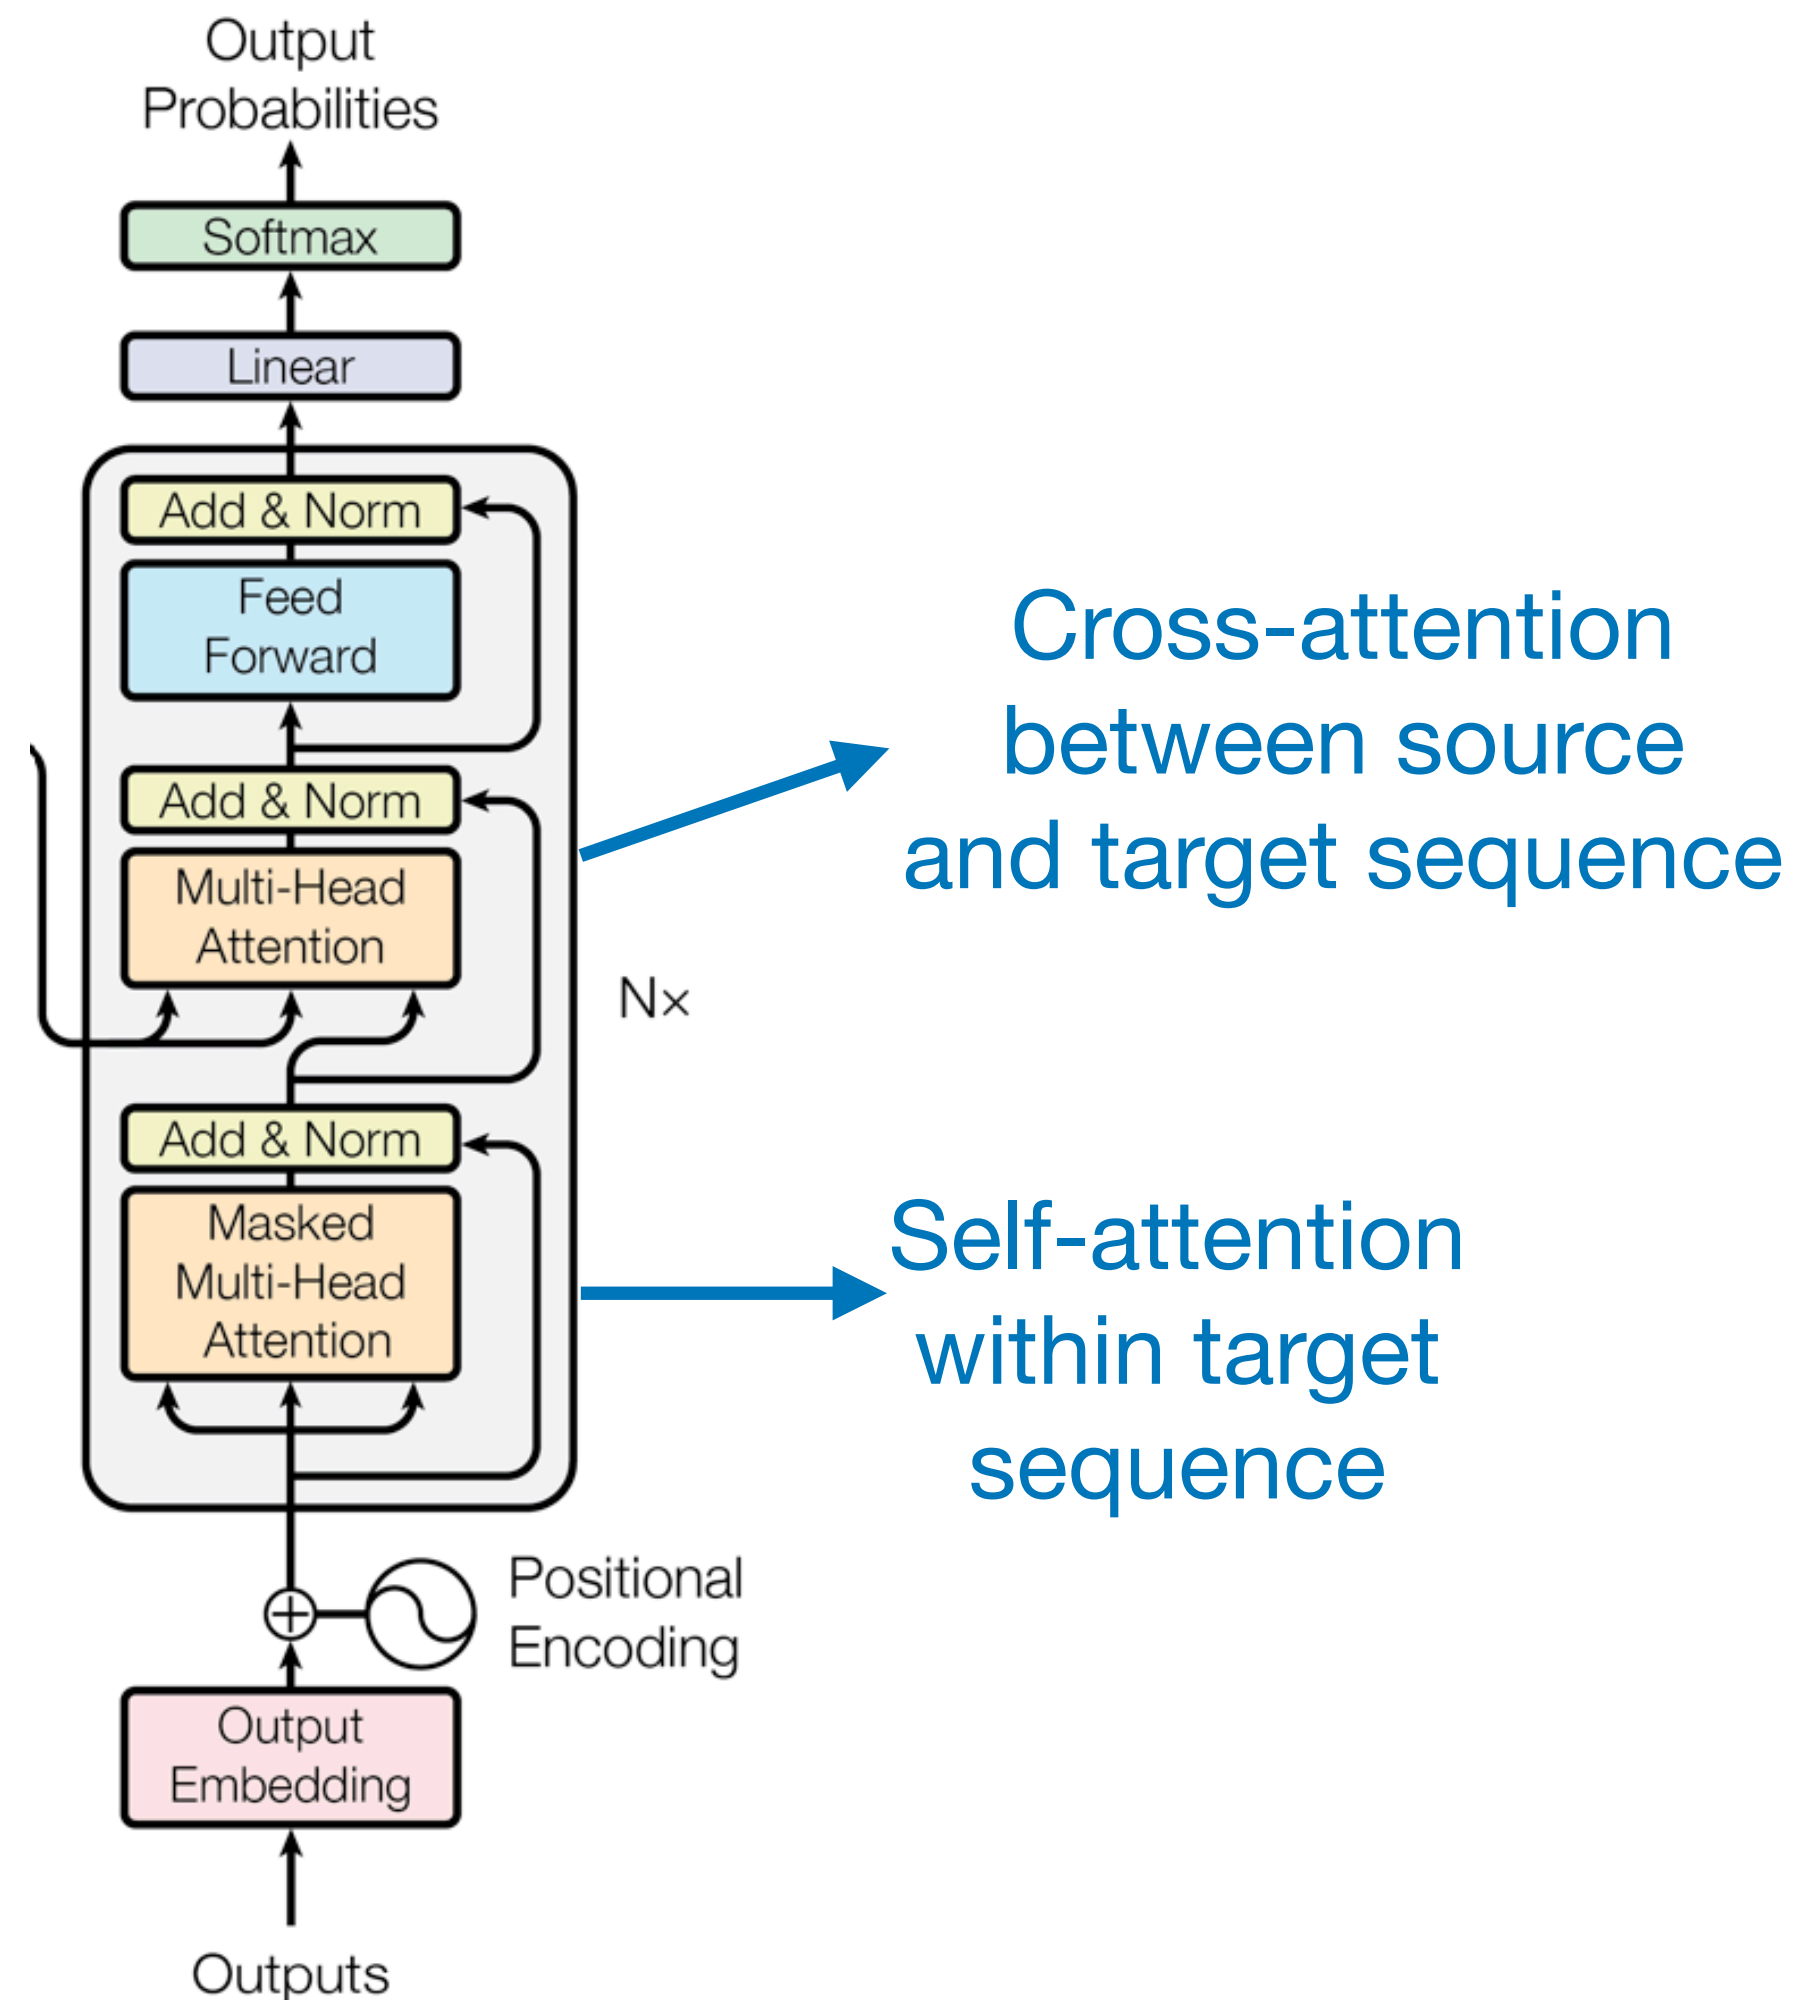 Output
Probabilities
Softmax
Linear
Add & Norm
Feed
Forward
Add & Norm
Multi-Head
Attention
Nx
Add & Norm
Masked
Multi-Head
Attention
Positional
Encoding
Output
Embedding
Outputs
Cross-attention
between source
and target sequence
Self-attention
within target
sequence